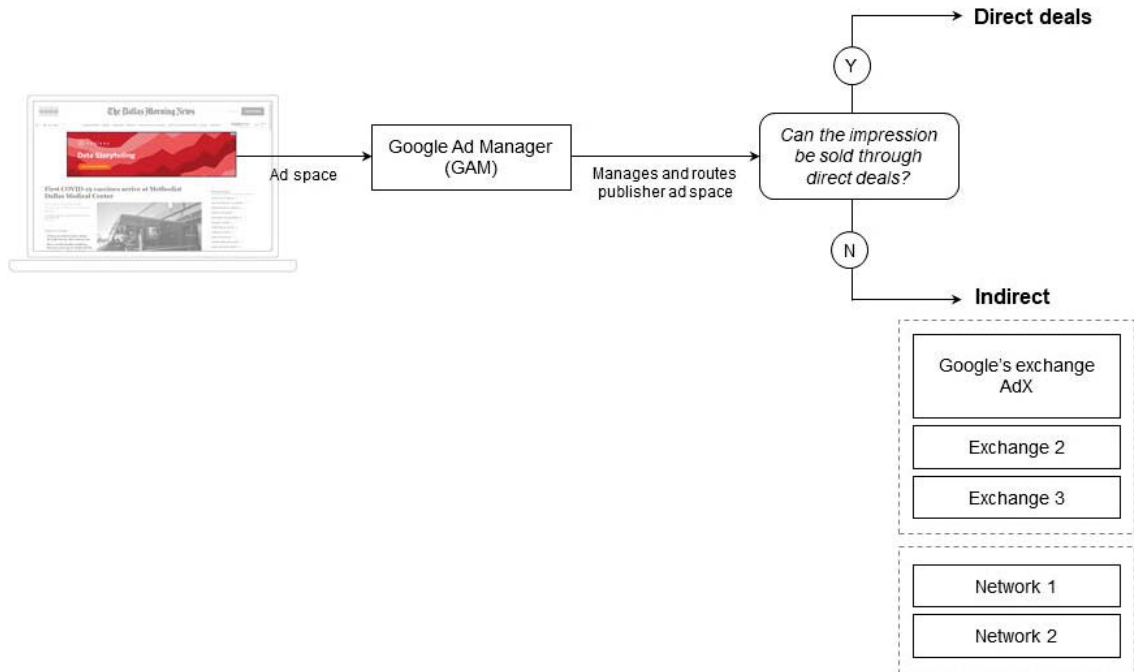 Direct deals
Y
The Dallas Morning News
Data Storytelling
Ad space
Google Ad Manager
(GAM)
Manages and routes
publisher ad space
Can the impression
be sold through
direct deals?
First COVID-19 vaccines arrive at Methodist
Dallas Medical Center
N
Indirect
Google's exchange
AdX
Exchange 2
Exchange 3
Network 1
Network 2